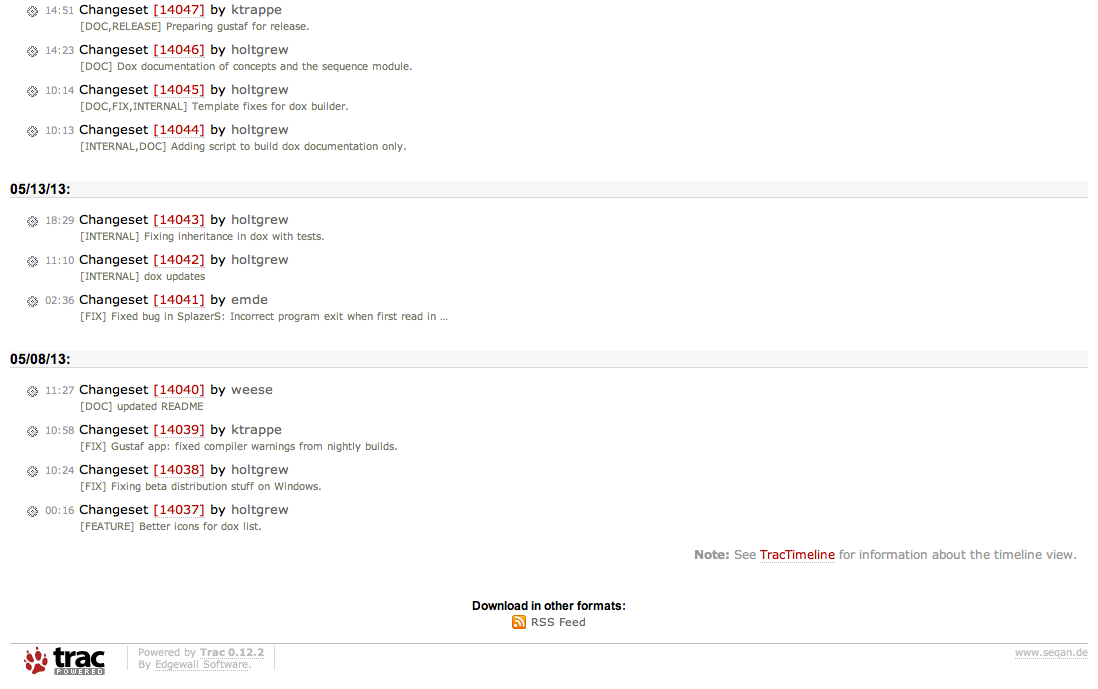 14:51 Changeset [14047] by ktrappe
[DOC,RELEASE] Preparing gustaf for release.
14:23 Changeset [14046] by holtgrew
[DOC] Dox documentation of concepts and the sequence module.
10:14 Changeset [14045] by holtgrew
[DOC,FIX,INTERNAL] Template fixes for dox builder.
10:13 Changeset [14044] by holtgrew
[INTERNAL,DOC] Adding script to build dox documentation only.
05/13/13:
18:29 Changeset [14043] by holtgrew
[INTERNAL] Fixing inheritance in dox with tests.
11:10 Changeset [14042] by holtgrew
[INTERNAL] dox updates
02:36 Changeset [14041] by emde
[FIX] Fixed bug in SplazerS: Incorrect program exit when first read in …
05/08/13:
11:27 Changeset [14040] by weese
[DOC] updated README
10:58 Changeset [14039] by ktrappe
[FIX] Gustaf app: fixed compiler warnings from nightly builds.
10:24 Changeset [14038] by holtgrew
[FIX] Fixing beta distribution stuff on Windows.
00:16 Changeset [14037] by holtgrew
[FEATURE] Better icons for dox list.
Note: See TracTimeline for information about the timeline view.
Download in other formats:
RSS Feed
trac POWERED
Powered by Trac 0.12.2
By Edgewall Software.
www.seqan.de